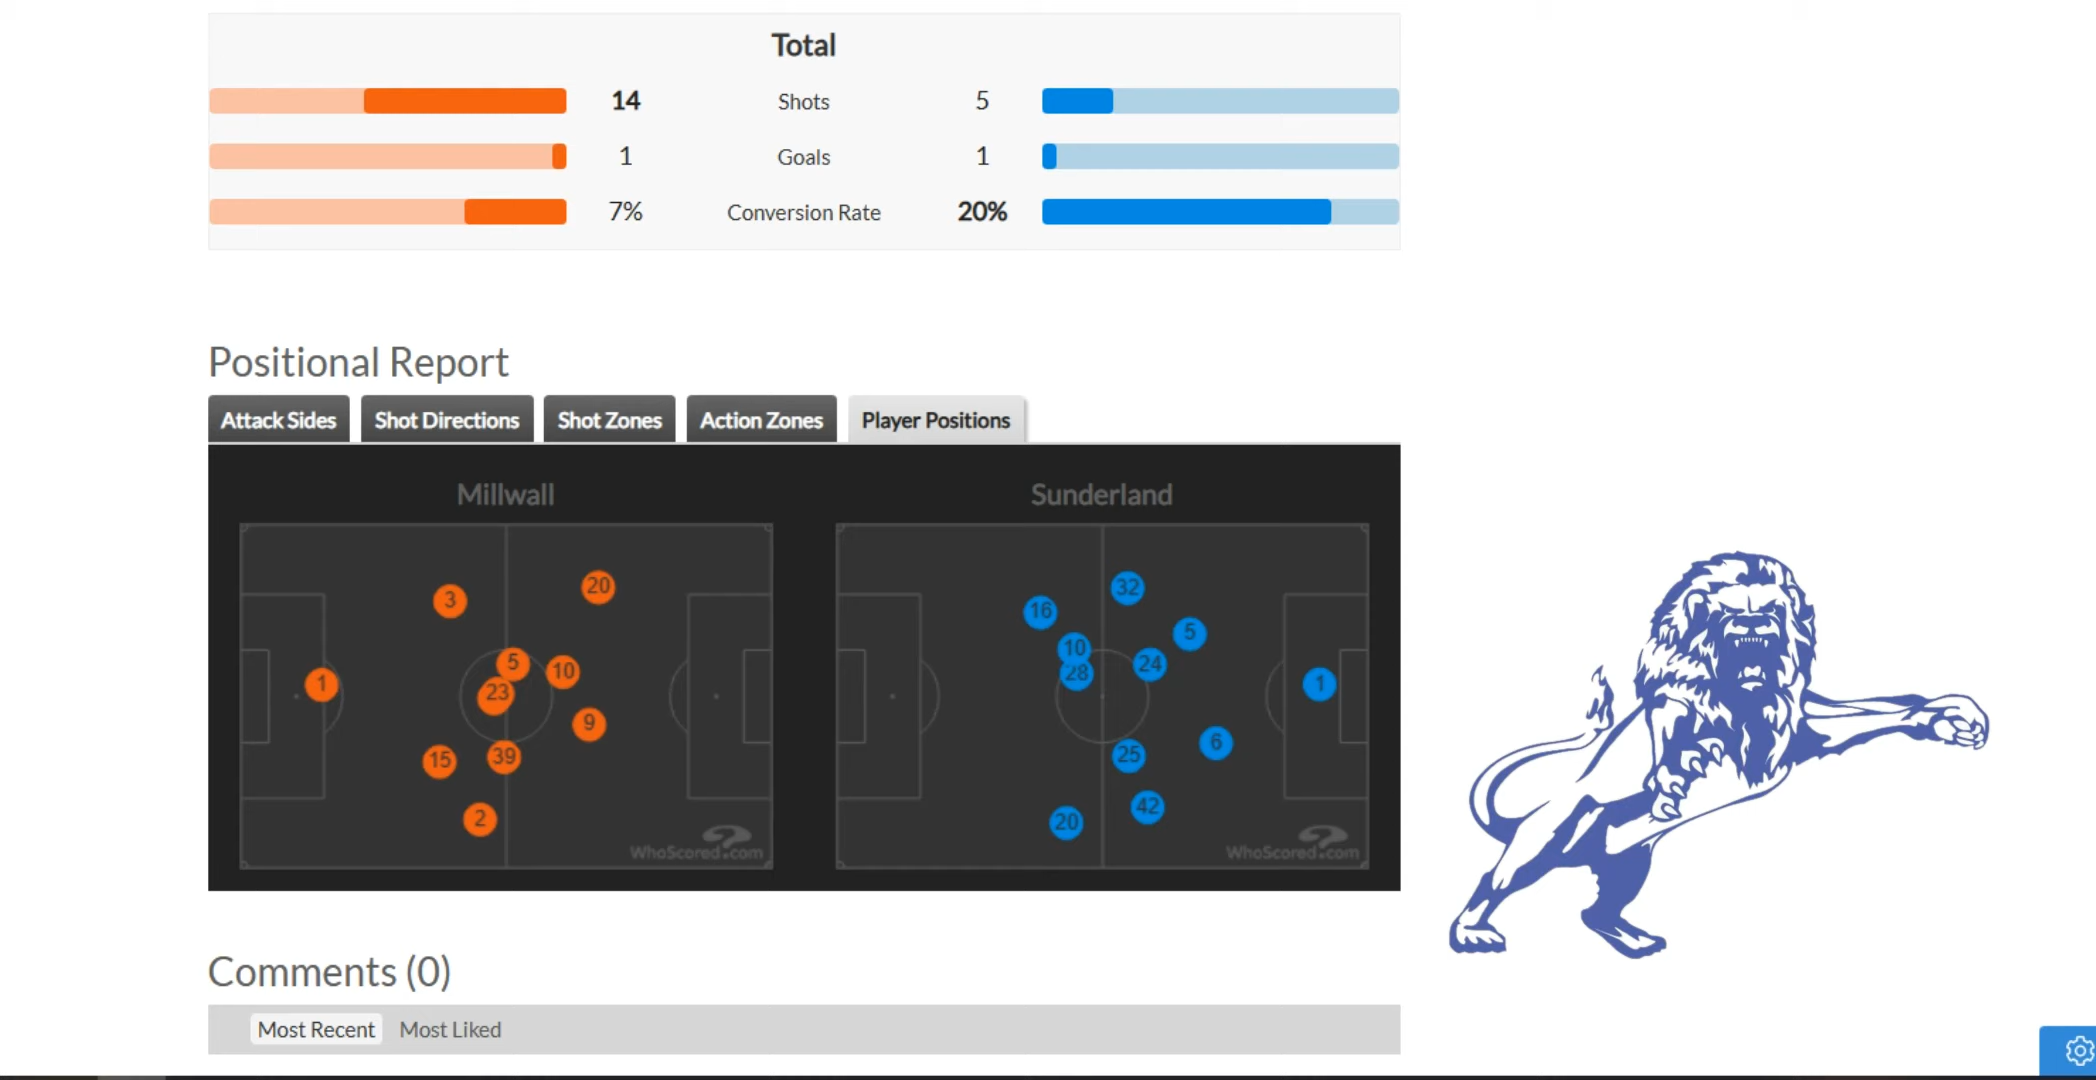 Total
14 Shots 5
1 Goals 1
7% Conversion Rate 20%
Positional Report
Attack Sides Shot Directions Shot Zones Action Zones Player Positions
Millwall Sunderland
20 32
3 16
5 10 10 5
1 23 28 24 1
9 6
15 39 25
2 20 42
WhoScored.com WhoScored.com
Comments (0)
Most Recent Most Liked